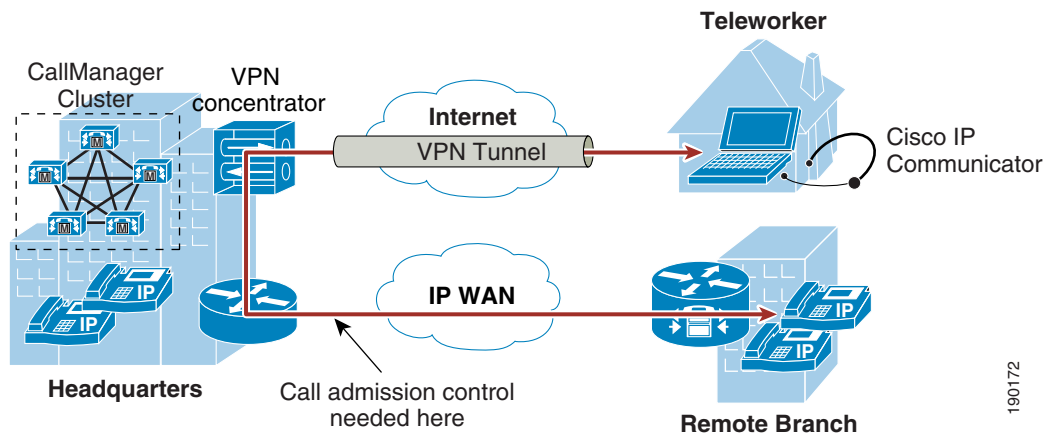 Teleworker
CallManager
Cluster
VPN
concentrator
Internet
VPN Tunnel
Cisco IP
Communicator
M
M
M
M
M
IP
IP
IP WAN
IP
IP
Headquarters
Call admission control
needed here
Remote Branch
190172